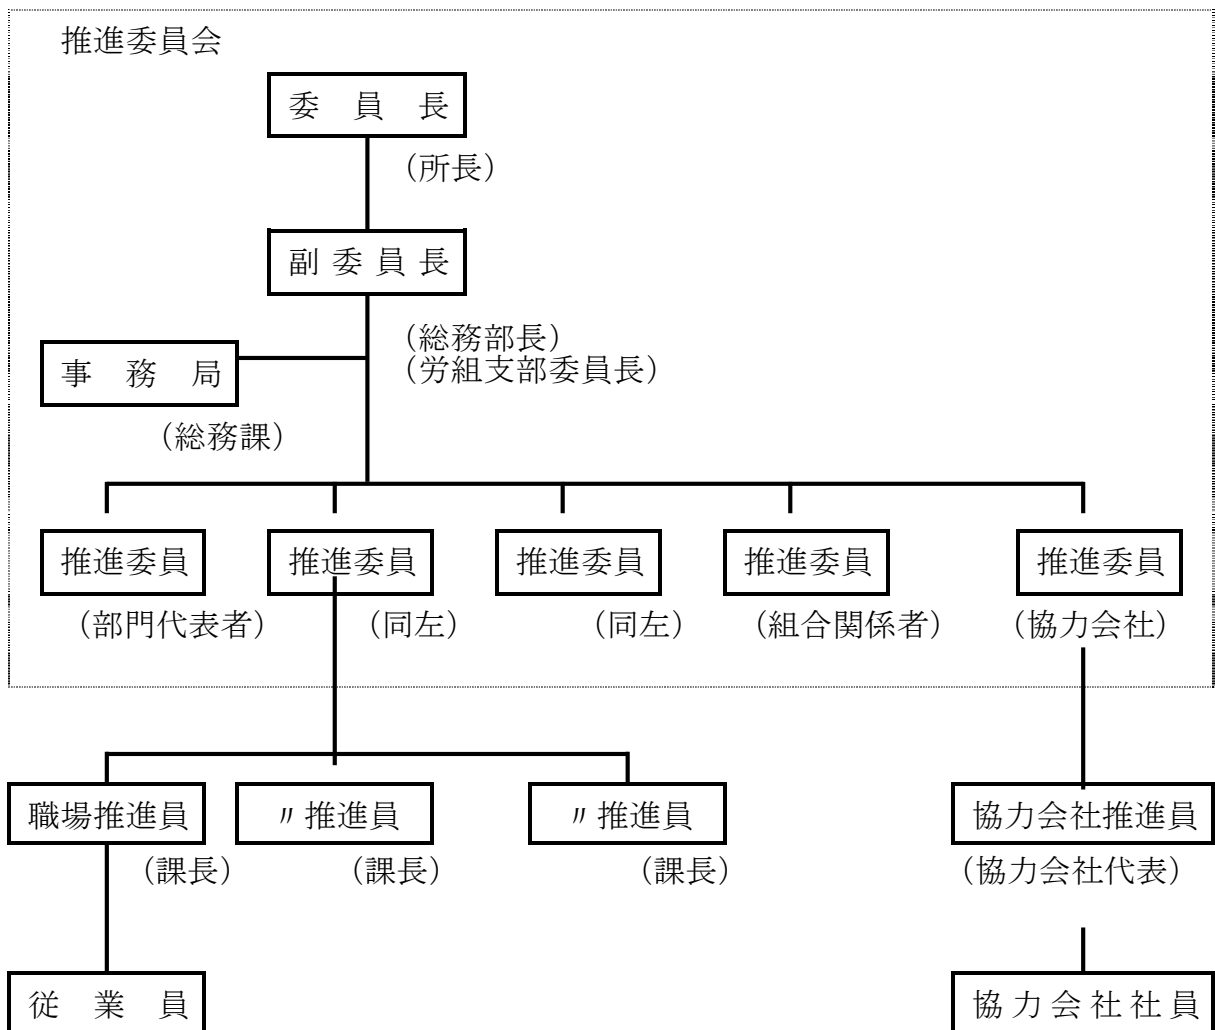 推進委員会
委員長
（所長）
副委員長
（総務部長）
（労組支部委員長）
事務局
（総務課）
推進委員 推進委員 推進委員 推進委員 推進委員
（部門代表者） （同左） （同左） （組合関係者） （協力会社）
職場推進員 〃推進員 〃推進員 協力会社推進員
（課長） （課長） （課長） （協力会社代表）
従業員 協力会社社員